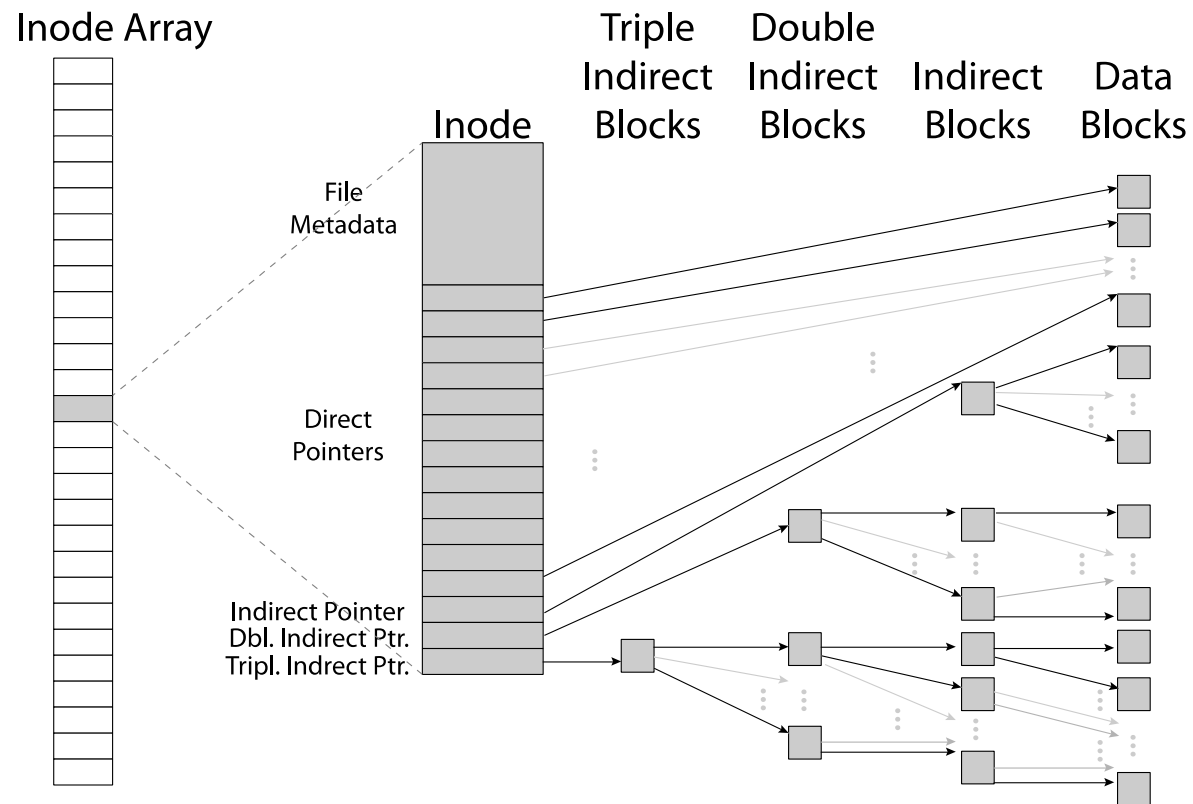 Inode Array
Triple
Indirect
Blocks
Double
Indirect
Blocks
Indirect
Blocks
Data
Blocks
Inode
File
Metadata
Direct
Pointers
Indirect Pointer
Dbl. Indirect Ptr.
Tripl. Indrect Ptr.